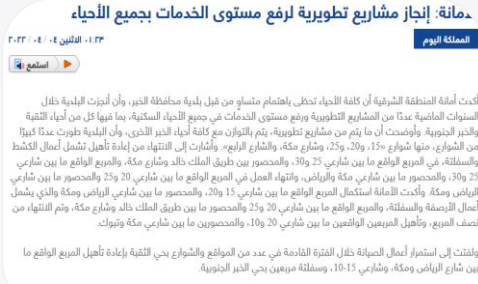 أمانة: إنجاز مشاريع تطويرية لرفع مستوى الخدمات بجميع الأحياء
المملكة اليوم
٠١:٢٣ الاثنين ٠٤ / ٠٤ / ٢٠٢٢
استمع
أكدت أمانة المنطقة الشرقية أن كافة الأحياء تحظى باهتمام متساوٍ من قبل بلدية محافظة الخبر، وأن أنجزت البلدية خلال
السنوات الماضية عددًا من المشاريع التطويرية ورفع مستوى الخدمات في جميع الأحياء السكنية، بما فيها كل من أحياء الثقبة
والخبر الجنوبية. وأوضحت أن ما يتم من مشاريع تطويرية، يتم بالتوازن مع كافة أحياء الخبر الأخرى، وأن البلدية طورت عددًا كبيرًا
من الشوارع، منها شوارع «15، و20، و25، وشارع مكة، والشارع الرابع». وأشارت إلى الانتهاء من إعادة تأهيل تشمل أعمال الكشط
والسفلتة، في المربع الواقع ما بين شارعي 25 و30، والمحصور بين طريق الملك خالد وشارع مكة، والمربع الواقع ما بين شارعي
25 و30، والمحصور ما بين شارعي مكة والرياض، وانتهاء العمل في المربع الواقع ما بين شارعي 20 و25 والمحصور ما بين شارعي
الرياض ومكة. وأكدت الأمانة استكمال المربع الواقع ما بين شارعي 15 و20، والمحصور ما بين شارعي الرياض ومكة والذي يشمل
أعمال الأرصفة والسفلتة، والمربع الواقع ما بين شارعي 20 و25 والمحصور ما بين طريق الملك خالد وشارع مكة، وتم الانتهاء من
نصف المربع، وتأهيل المربعين الواقعين ما بين شارعي 20 و10، والمحصورين ما بين شارعي مكة وتبوك.
ولفتت إلى استمرار أعمال الصيانة خلال الفترة القادمة في عدد من المواقع والشوارع بحي الثقبة بإعادة تأهيل المربع الواقع ما
بين شارع الرياض ومكة، وشارعي 15-10، وسفلتة مربعين بحي الخبر الجنوبية.